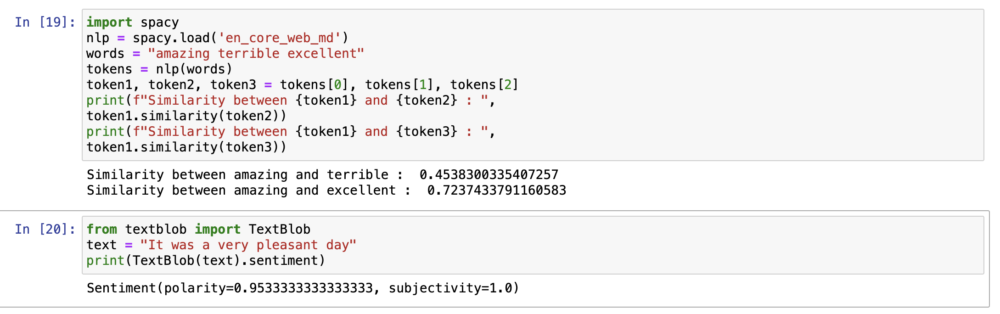 In [19]:
import spacy
nlp = spacy.load('en_core_web_md')
words = "amazing terrible excellent"
tokens = nlp(words)
token1, token2, token3 = tokens[0], tokens[1], tokens[2]
print(f"Similarity between {token1} and {token2} : ",
token1.similarity(token2))
print(f"Similarity between {token1} and {token3} : ",
token1.similarity(token3))
Similarity between amazing and terrible :  0.4538300335407257
Similarity between amazing and excellent :  0.7237433791160583
In [20]:
from textblob import TextBlob
text = "It was a very pleasant day"
print(TextBlob(text).sentiment)
Sentiment(polarity=0.9533333333333333, subjectivity=1.0)